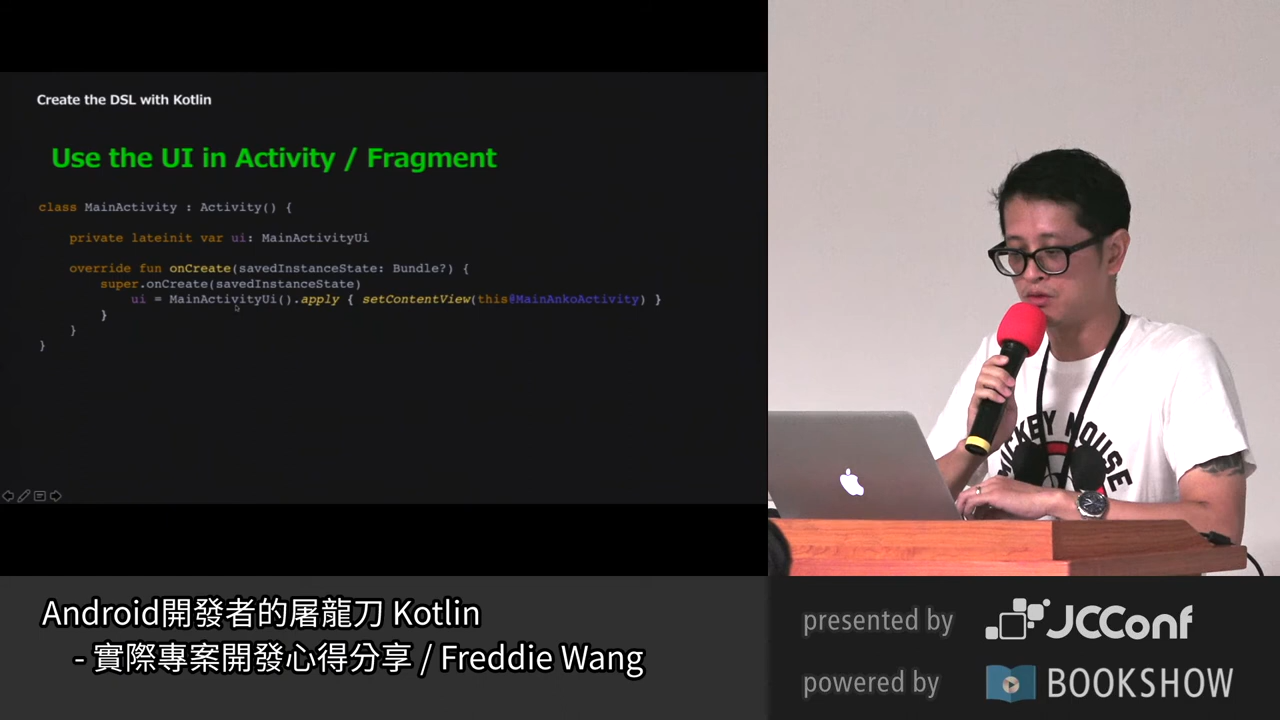 Create the DSL with Kotlin
Use the UI in Activity / Fragment
class MainActivity : Activity() {
private lateinit var ui: MainActivityUi
override fun onCreate(savedInstanceState: Bundle?) {
super.onCreate(savedInstanceState)
ui = MainActivityUi().apply { setContentView(this@MainAnkoActivity) }
}
}
}
MICKEY MOUSE
Android開發者的屠龍刀 Kotlin
- 實際專案開發心得分享 / Freddie Wang
presented by JCConf
powered by BOOKSHOW